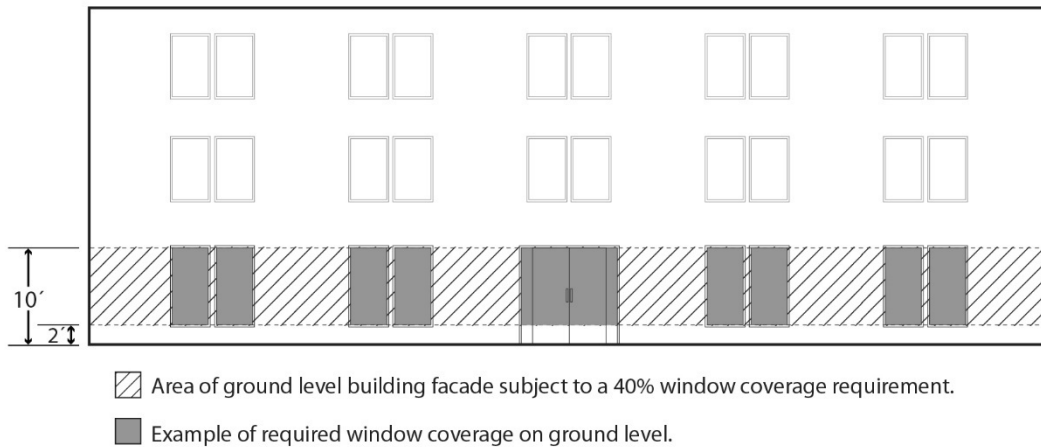 10´
2´
Area of ground level building facade subject to a 40% window coverage requirement.
Example of required window coverage on ground level.